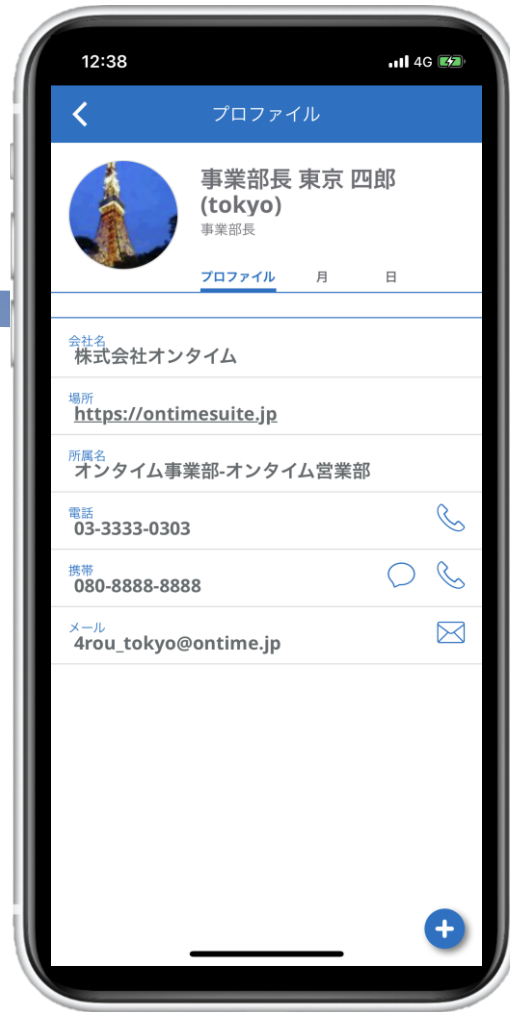 12:38
4G
プロファイル
事業部長 東京 四郎
(tokyo)
事業部長
プロファイル 月 日
会社名
株式会社オンタイム
場所
https://ontimesuite.jp
所属名
オンタイム事業部-オンタイム営業部
電話
03-3333-0303
携帯
080-8888-8888
メール
4rou_tokyo@ontime.jp